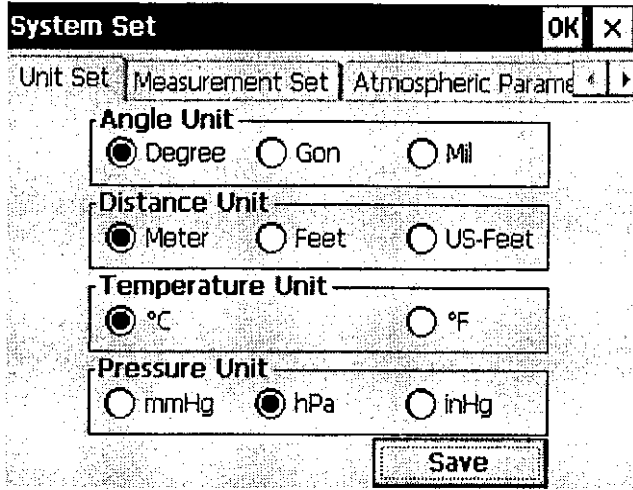 System Set OK ×
Unit Set Measurement Set Atmospheric Parame
Angle Unit
Degree Gon Mil
Distance Unit
Meter Feet US-Feet
Temperature Unit
°C °F
Pressure Unit
mmHg hPa inHg
Save